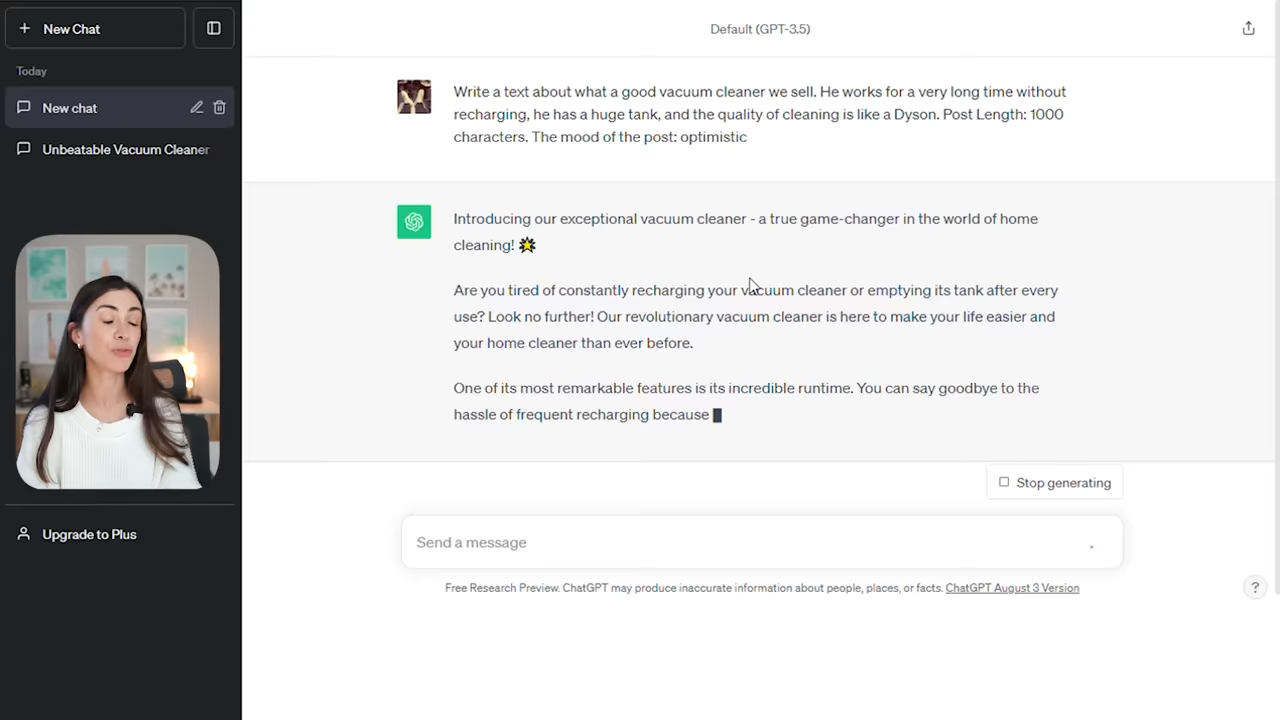 New Chat
Default (GPT-3.5)
Today
New chat
Unbeatable Vacuum Cleaner
Upgrade to Plus
Write a text about what a good vacuum cleaner we sell. He works for a very long time without
recharging, he has a huge tank, and the quality of cleaning is like a Dyson. Post Length: 1000
characters. The mood of the post: optimistic
Introducing our exceptional vacuum cleaner - a true game-changer in the world of home
cleaning!
Are you tired of constantly recharging your vacuum cleaner or emptying its tank after every
use? Look no further! Our revolutionary vacuum cleaner is here to make your life easier and
your home cleaner than ever before.
One of its most remarkable features is its incredible runtime. You can say goodbye to the
hassle of frequent recharging because
Stop generating
Send a message
Free Research Preview. ChatGPT may produce inaccurate information about people, places, or facts. ChatGPT August 3 Version
?